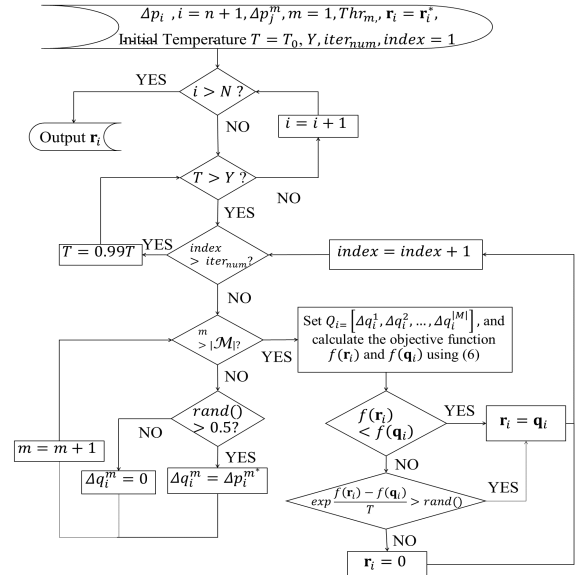 Δp_i , i = n + 1, Δp_j^m, m = 1, Thr_m,, r_i = r_i^*,
Initial Temperature T = T_0, Y, iter_num, index = 1
YES
i > N ?
Output r_i
NO
i = i + 1
T > Y ?
NO
YES
T = 0.99T
YES
index
> iter_num?
index = index + 1
NO
m
> |ℳ|?
YES
Set Q_i= [Δq_i^1, Δq_i^2, ..., Δq_i^|M|], and
calculate the objective function
f(r_i) and f(q_i) using (6)
NO
rand()
> 0.5?
NO
YES
m = m + 1
Δq_i^m = 0
Δq_i^m = Δp_i^m*
f(r_i)
< f(q_i)
YES
r_i = q_i
NO
exp (f(r_i) − f(q_i))/T > rand()
YES
NO
r_i = 0